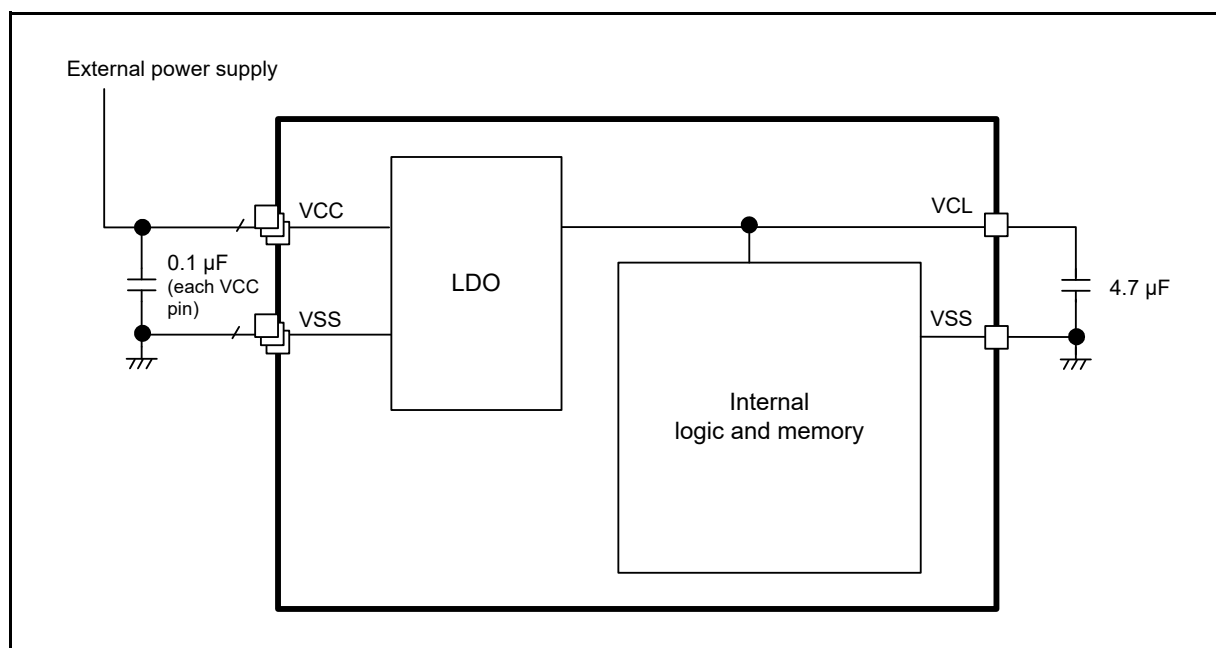 External power supply
VCC
VCL
0.1 µF
(each VCC
pin)
LDO
4.7 µF
VSS
VSS
Internal
logic and memory